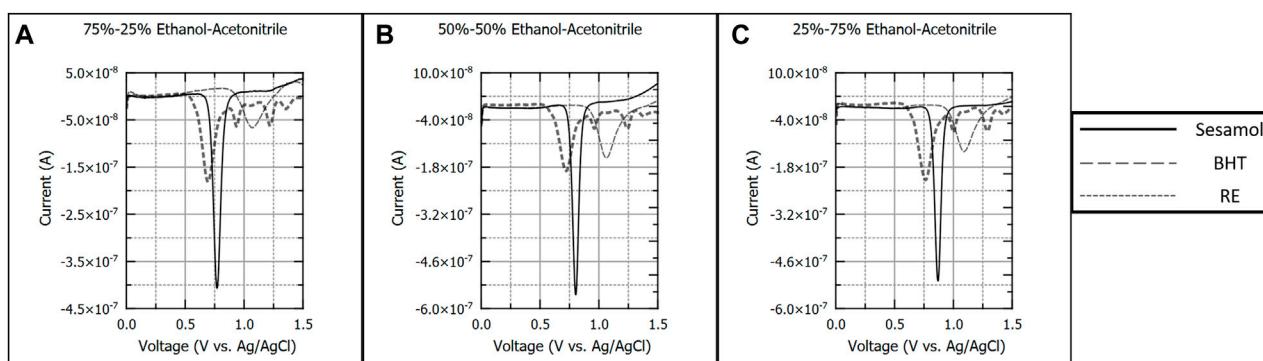 A
75%-25% Ethanol-Acetonitrile
5.0×10⁻⁸
-5.0×10⁻⁸
-1.5×10⁻⁷
-2.5×10⁻⁷
-3.5×10⁻⁷
-4.5×10⁻⁷
Current (A)
0.0 0.5 1.0 1.5
Voltage (V vs. Ag/AgCl)
B
50%-50% Ethanol-Acetonitrile
10.0×10⁻⁸
-4.0×10⁻⁸
-1.8×10⁻⁷
-3.2×10⁻⁷
-4.6×10⁻⁷
-6.0×10⁻⁷
Current (A)
0.0 0.5 1.0 1.5
Voltage (V vs. Ag/AgCl)
C
25%-75% Ethanol-Acetonitrile
10.0×10⁻⁸
-4.0×10⁻⁸
-1.8×10⁻⁷
-3.2×10⁻⁷
-4.6×10⁻⁷
-6.0×10⁻⁷
Current (A)
0.0 0.5 1.0 1.5
Voltage (V vs. Ag/AgCl)
Sesamol
BHT
RE